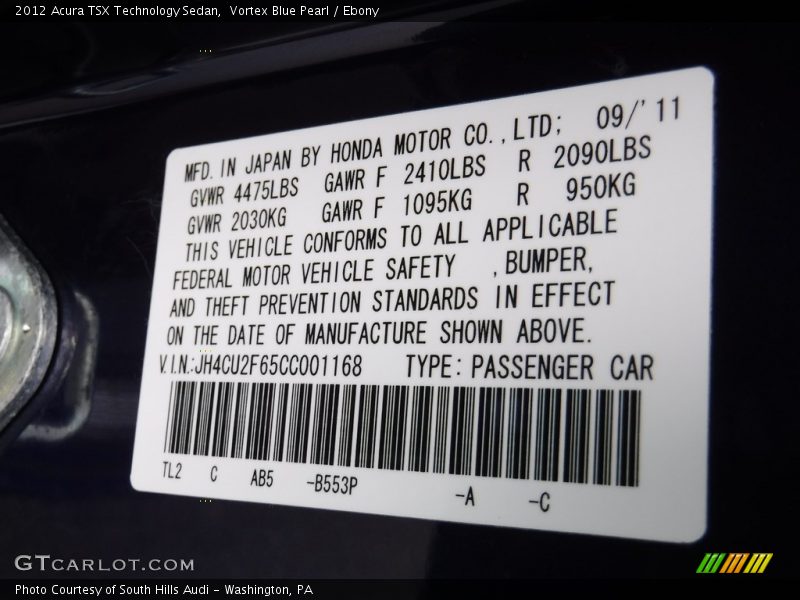 2012 Acura TSX Technology Sedan, Vortex Blue Pearl / Ebony
MFD. IN JAPAN BY HONDA MOTOR CO., LTD; 09/'11
GVWR 4475LBS GAWR F 2410LBS R 2090LBS
GVWR 2030KG GAWR F 1095KG R 950KG
THIS VEHICLE CONFORMS TO ALL APPLICABLE
FEDERAL MOTOR VEHICLE SAFETY ,BUMPER,
AND THEFT PREVENTION STANDARDS IN EFFECT
ON THE DATE OF MANUFACTURE SHOWN ABOVE.
V.I.N.:JH4CU2F65CC001168 TYPE: PASSENGER CAR
TL2 C AB5 -B553P -A -C
GTCARLOT.COM
Photo Courtesy of South Hills Audi - Washington, PA